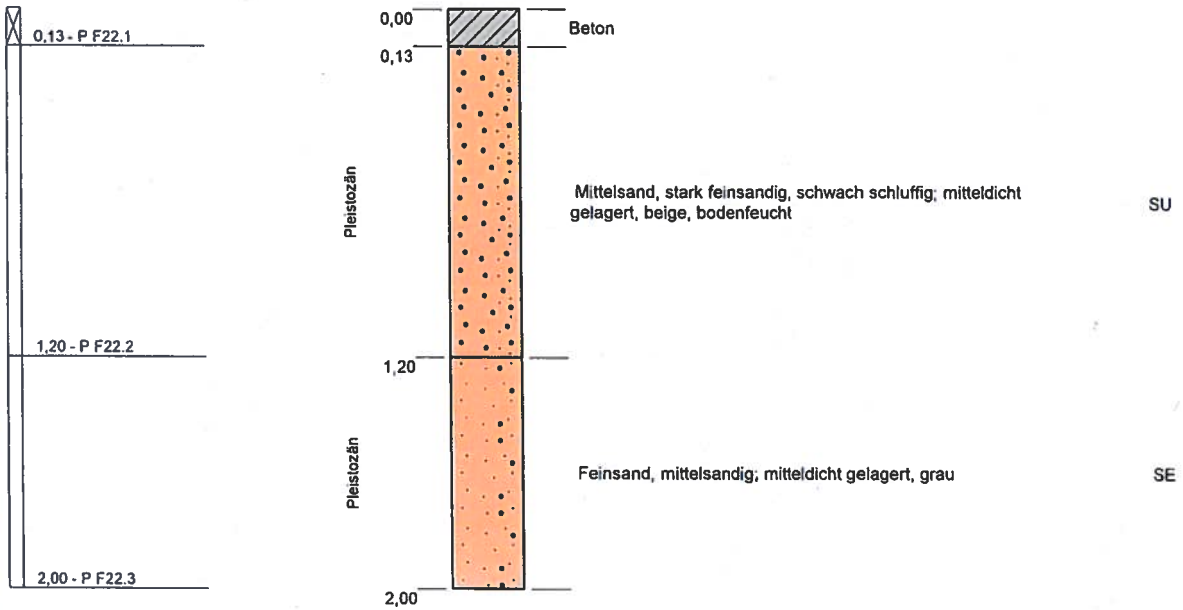 0,00
0,13 - P F22.1
Beton
0,13
Pleistozän
Mittelsand, stark feinsandig, schwach schluffig; mitteldicht
gelagert, beige, bodenfeucht
SU
1,20 - P F22.2
1,20
Pleistozän
Feinsand, mittelsandig; mitteldicht gelagert, grau
SE
2,00 - P F22.3
2,00